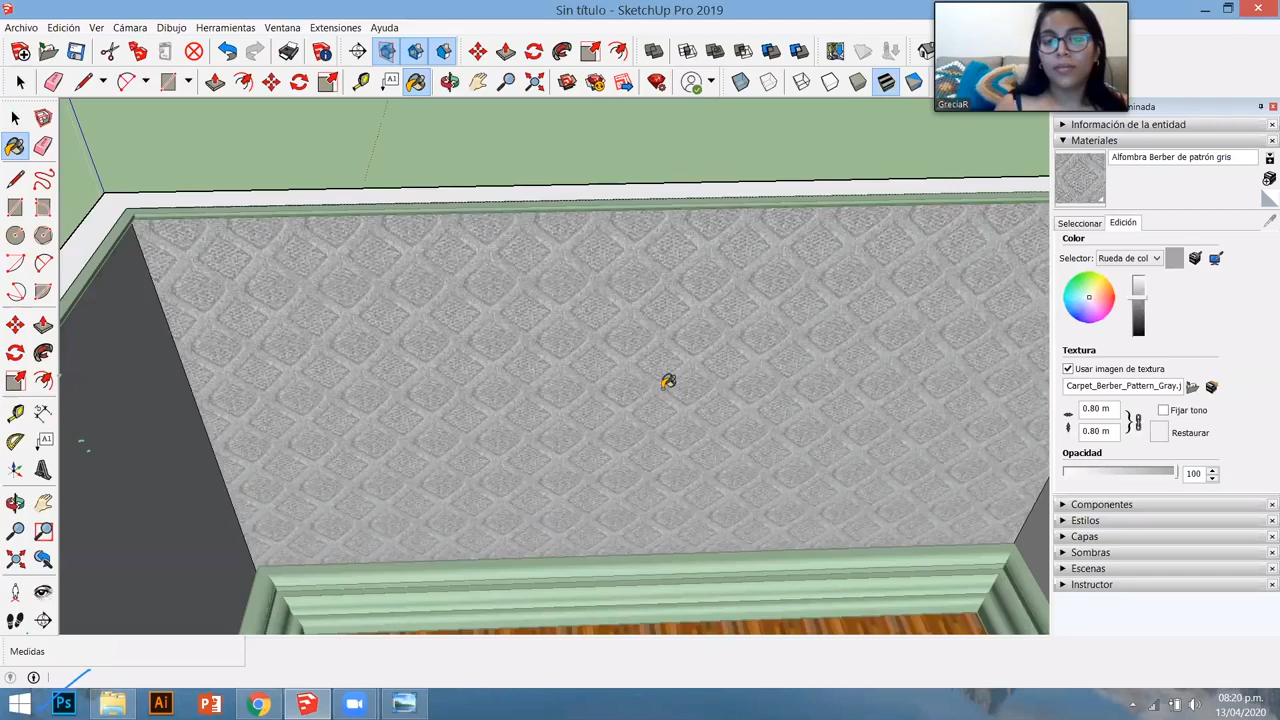 Sin título - SketchUp Pro 2019
Archivo Edición Ver Cámara Dibujo Herramientas Ventana Extensiones Ayuda
GreciaR
minada
Información de la entidad
Materiales
Alfombra Berber de patrón gris
Seleccionar Edición
Color
Selector: Rueda de col
Textura
Usar imagen de textura
Carpet_Berber_Pattern_Gray.j
0.80 m Fijar tono
0.80 m Restaurar
Opacidad
100
Componentes
Estilos
Capas
Sombras
Escenas
Instructor
Medidas
08:20 p.m.
13/04/2020